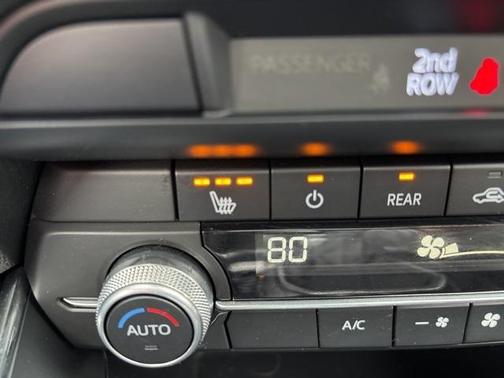 PASSENGER
2nd
ROW
REAR
80
AUTO
A/C